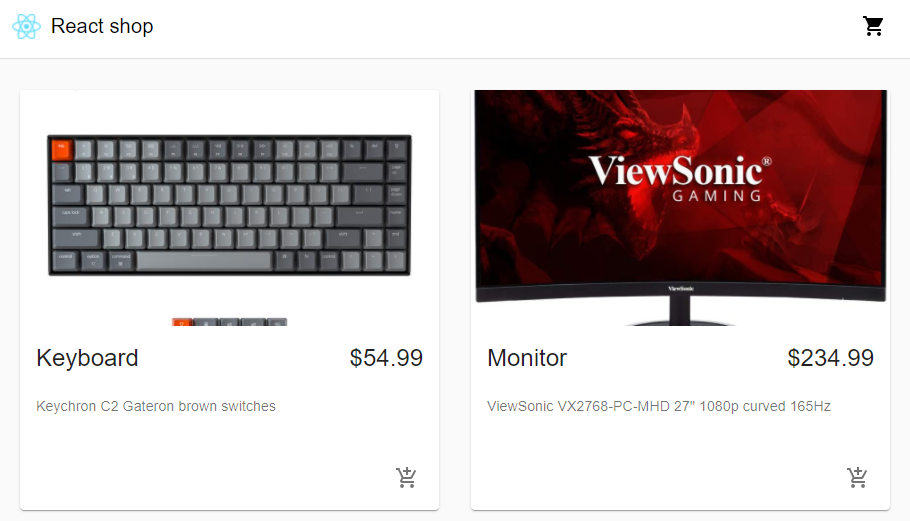 React shop
ViewSonic®
GAMING
ViewSonic
Keyboard
$54.99
Keychron C2 Gateron brown switches
Monitor
$234.99
ViewSonic VX2768-PC-MHD 27" 1080p curved 165Hz